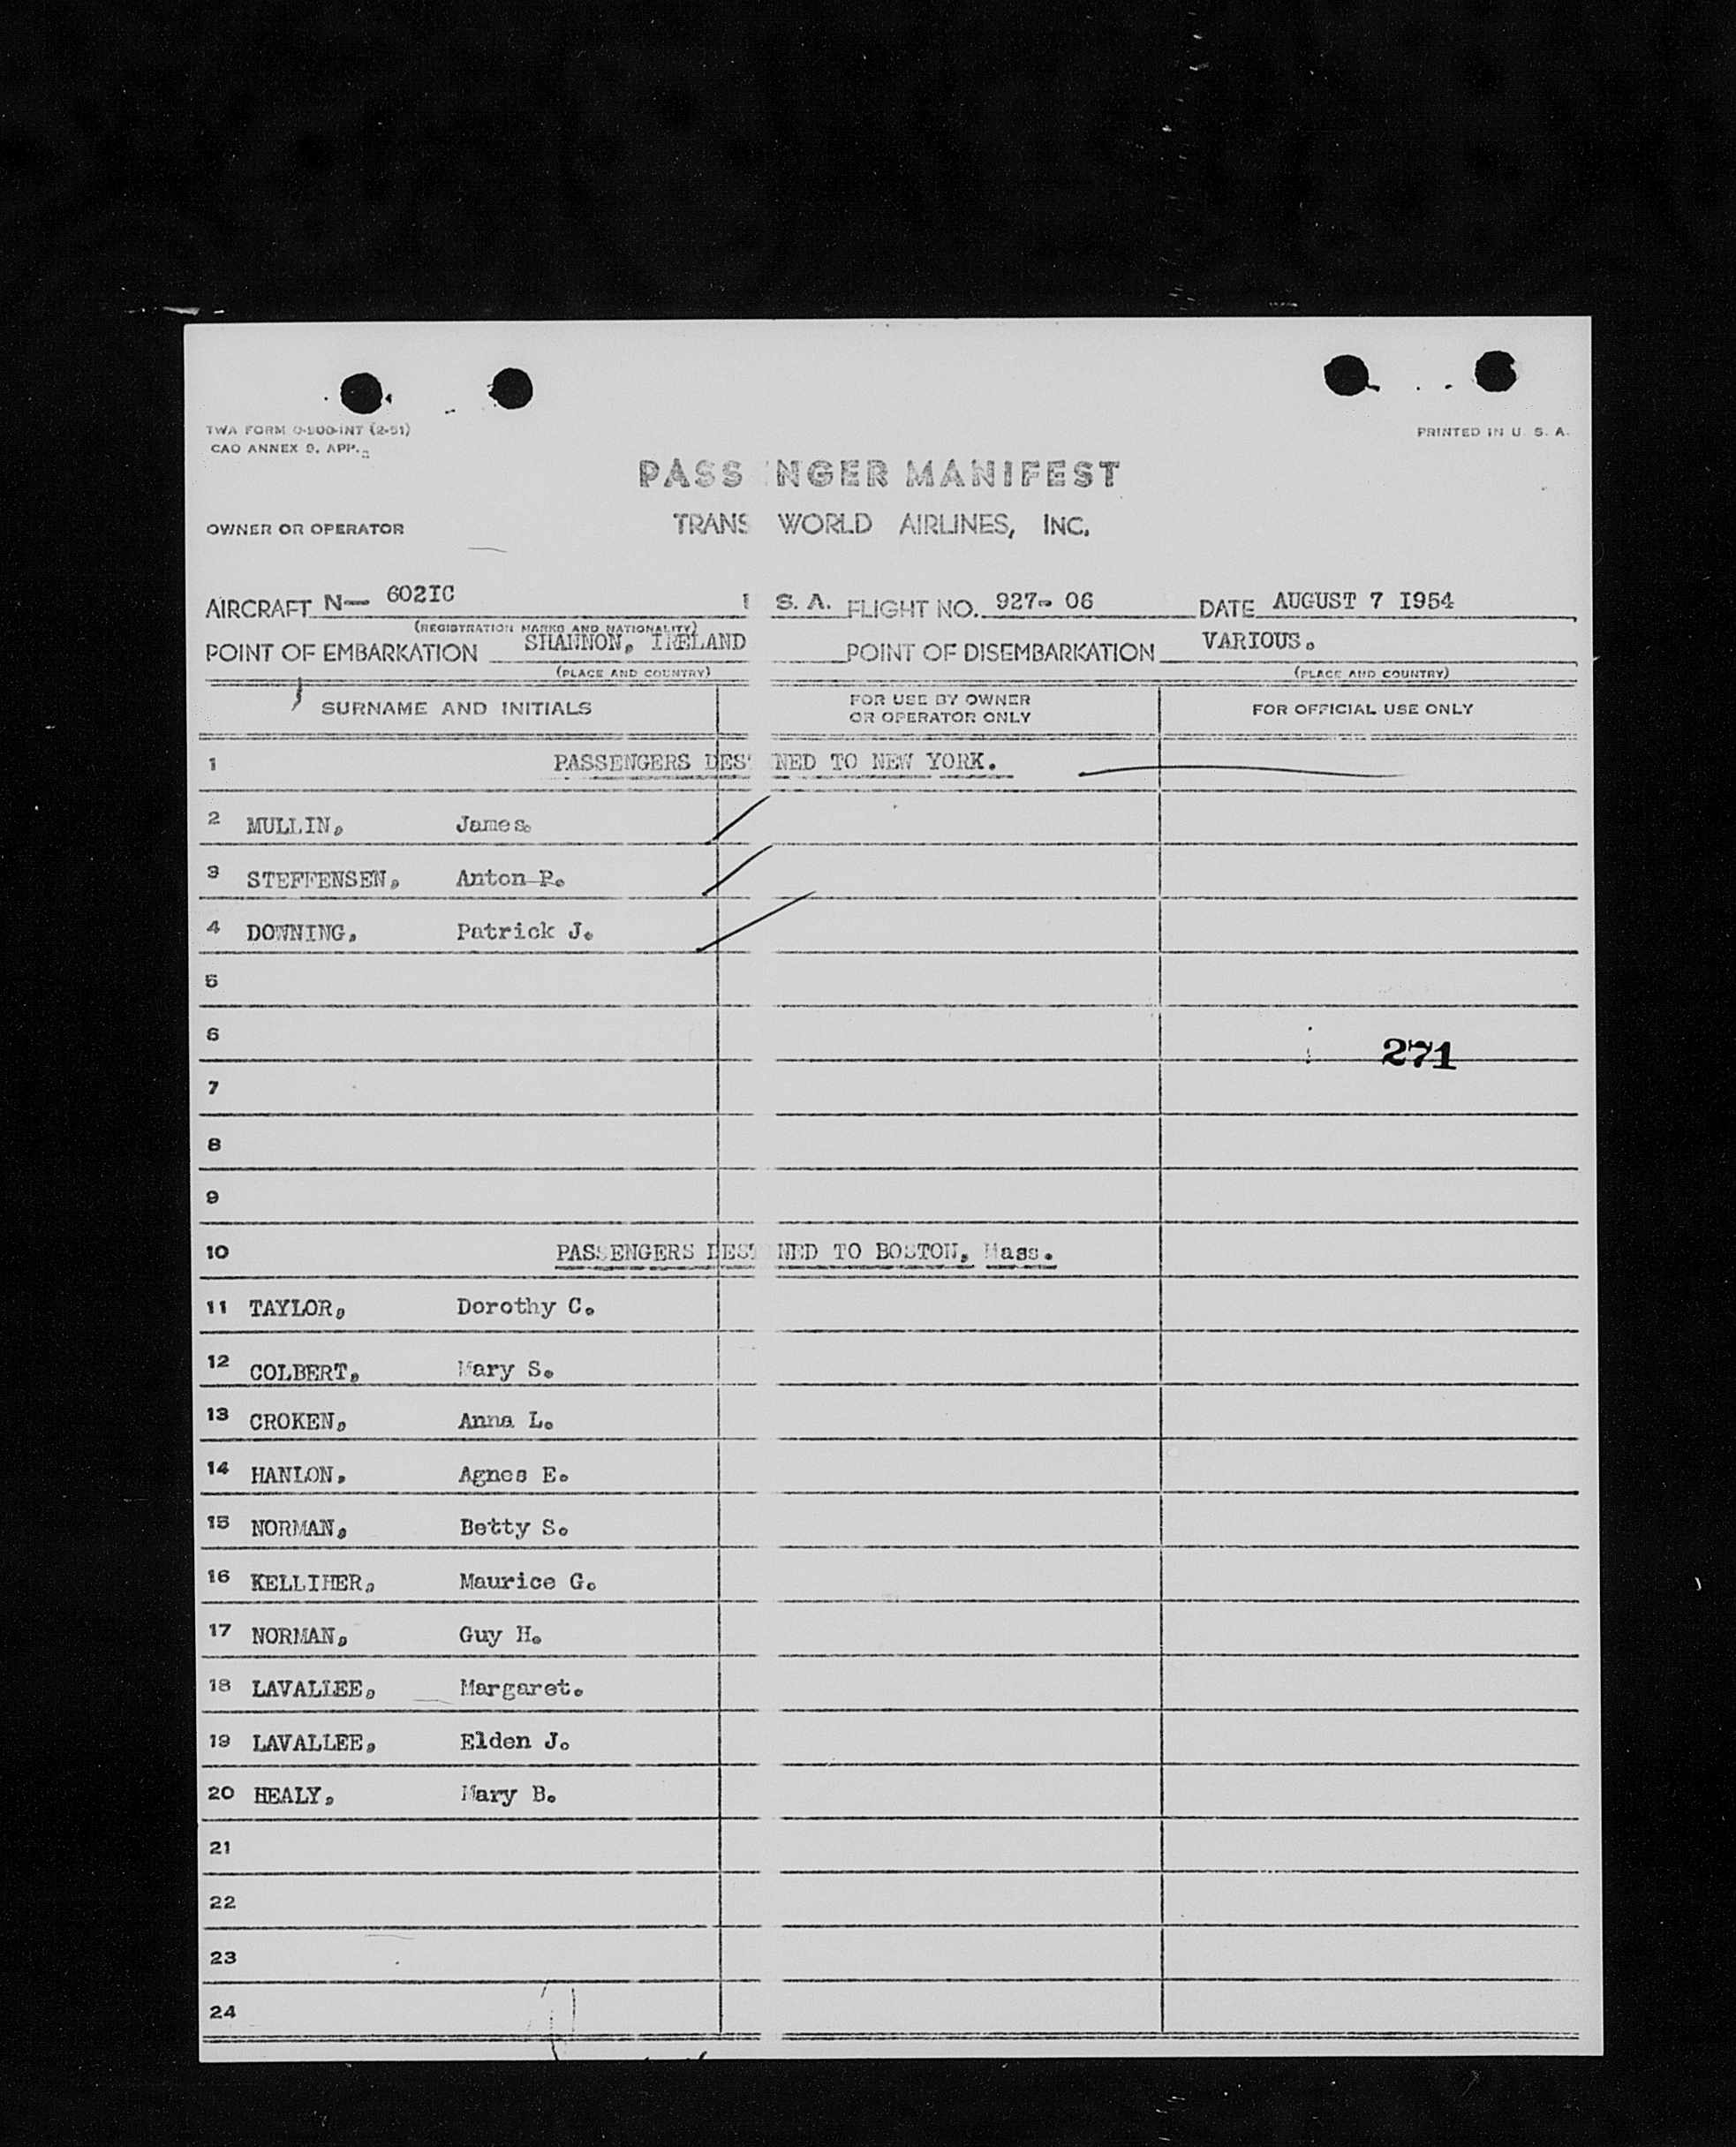 TWA FORM O-800-INT (2-51)
CAO ANNEX 9, APP.
PRINTED IN U. S. A.
PASS NGER MANIFEST
OWNER OR OPERATOR
TRANS WORLD AIRLINES, INC.
AIRCRAFT N— 602IC S. A. FLIGHT NO. 927- 06 DATE AUGUST 7 I954
(REGISTRATION MARKS AND NATIONALITY)
POINT OF EMBARKATION SHANNON, IRELAND POINT OF DISEMBARKATION VARIOUS.
(PLACE AND COUNTRY) (PLACE AND COUNTRY)
SURNAME AND INITIALS FOR USE BY OWNER OR OPERATOR ONLY FOR OFFICIAL USE ONLY
1 PASSENGERS DES NED TO NEW YORK.
2 MULLIN, James.
3 STEFFENSEN, Anton P.
4 DOWNING, Patrick J.
5
6 271
7
8
9
10 PASSENGERS DEST NED TO BOSTON, Mass.
11 TAYLOR, Dorothy C.
12 COLBERT, Mary S.
13 CROKEN, Anna L.
14 HANLON, Agnes E.
15 NORMAN, Betty S.
16 KELLIHER, Maurice G.
17 NORMAN, Guy H.
18 LAVALLEE, Margaret.
19 LAVALLEE, Elden J.
20 HEALY, Mary B.
21
22
23
24